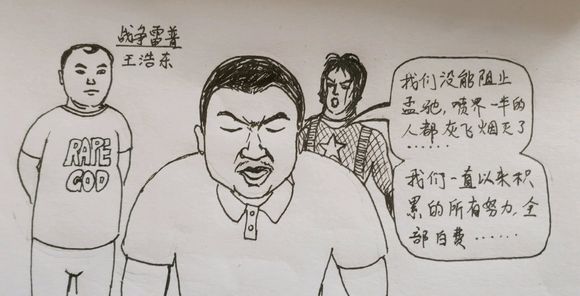 战争雷普
王浩东
RAPE
GOD
我们没能阻止
孟驰,喷界一半的
人都灰飞烟灭了
……
我们一直以来积
累的所有努力,全
部白费……